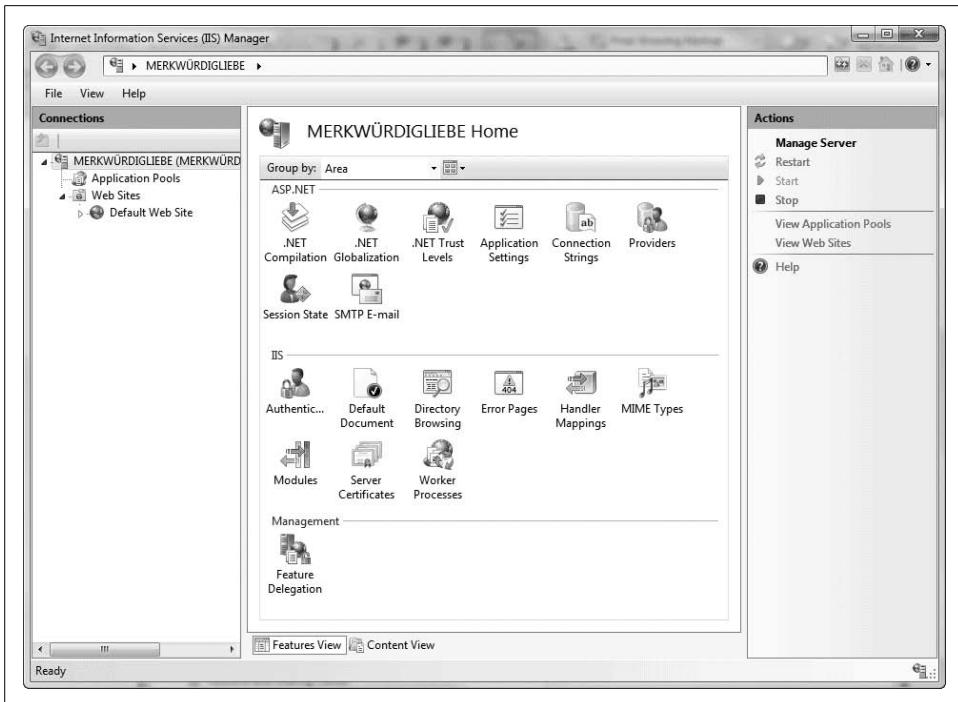 Internet Information Services (IIS) Manager
MERKWÜRDIGLIEBE
File View Help
Connections
MERKWÜRDIGLIEBE (MERKWÜRD
Application Pools
Web Sites
Default Web Site
MERKWÜRDIGLIEBE Home
Group by: Area
ASP.NET
.NET Compilation
.NET Globalization
.NET Trust Levels
Application Settings
Connection Strings
Providers
Session State
SMTP E-mail
IIS
Authentic...
Default Document
Directory Browsing
Error Pages
Handler Mappings
MIME Types
Modules
Server Certificates
Worker Processes
Management
Feature Delegation
Features View
Content View
Actions
Manage Server
Restart
Start
Stop
View Application Pools
View Web Sites
Help
Ready